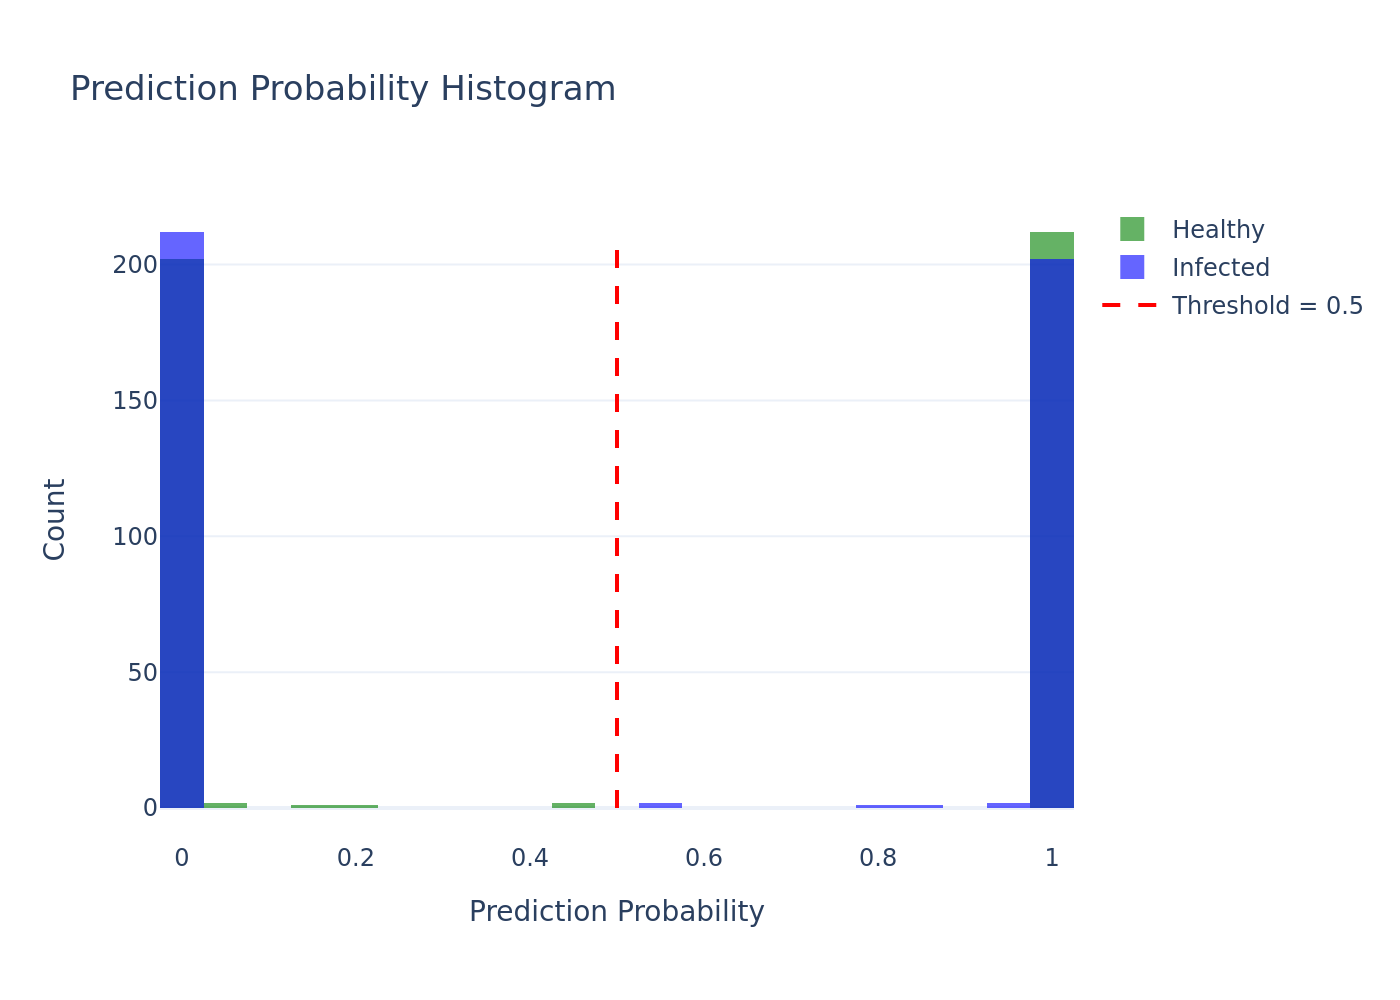 Prediction Probability Histogram
Healthy
Infected
Threshold = 0.5
200
150
100
50
0
Count
0
0.2
0.4
0.6
0.8
1
Prediction Probability